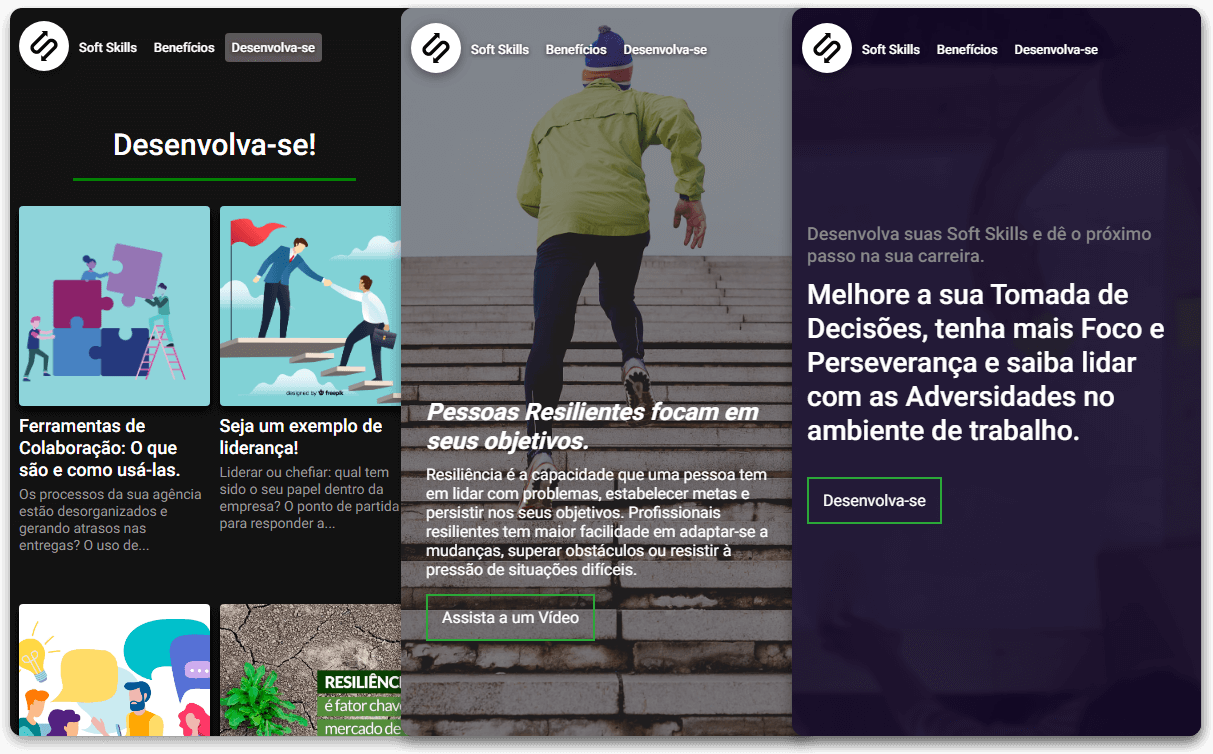 Soft Skills Benefícios Desenvolva-se
Desenvolva-se!
designed by freepik
Ferramentas de
Colaboração: O que
são e como usá-las.
Os processos da sua agência
estão desorganizados e
gerando atrasos nas
entregas? O uso de...
Seja um exemplo de
liderança!
Liderar ou chefiar: qual tem
sido o seu papel dentro da
empresa? O ponto de partida
para responder a...
RESILIÊNC
é fator chav
mercado de
Soft Skills Benefícios Desenvolva-se
Pessoas Resilientes focam em
seus objetivos.
Resiliência é a capacidade que uma pessoa tem
em lidar com problemas, estabelecer metas e
persistir nos seus objetivos. Profissionais
resilientes tem maior facilidade em adaptar-se a
mudanças, superar obstáculos ou resistir à
pressão de situações difíceis.
Assista a um Vídeo
Soft Skills Benefícios Desenvolva-se
Desenvolva suas Soft Skills e dê o próximo
passo na sua carreira.
Melhore a sua Tomada de
Decisões, tenha mais Foco e
Perseverança e saiba lidar
com as Adversidades no
ambiente de trabalho.
Desenvolva-se